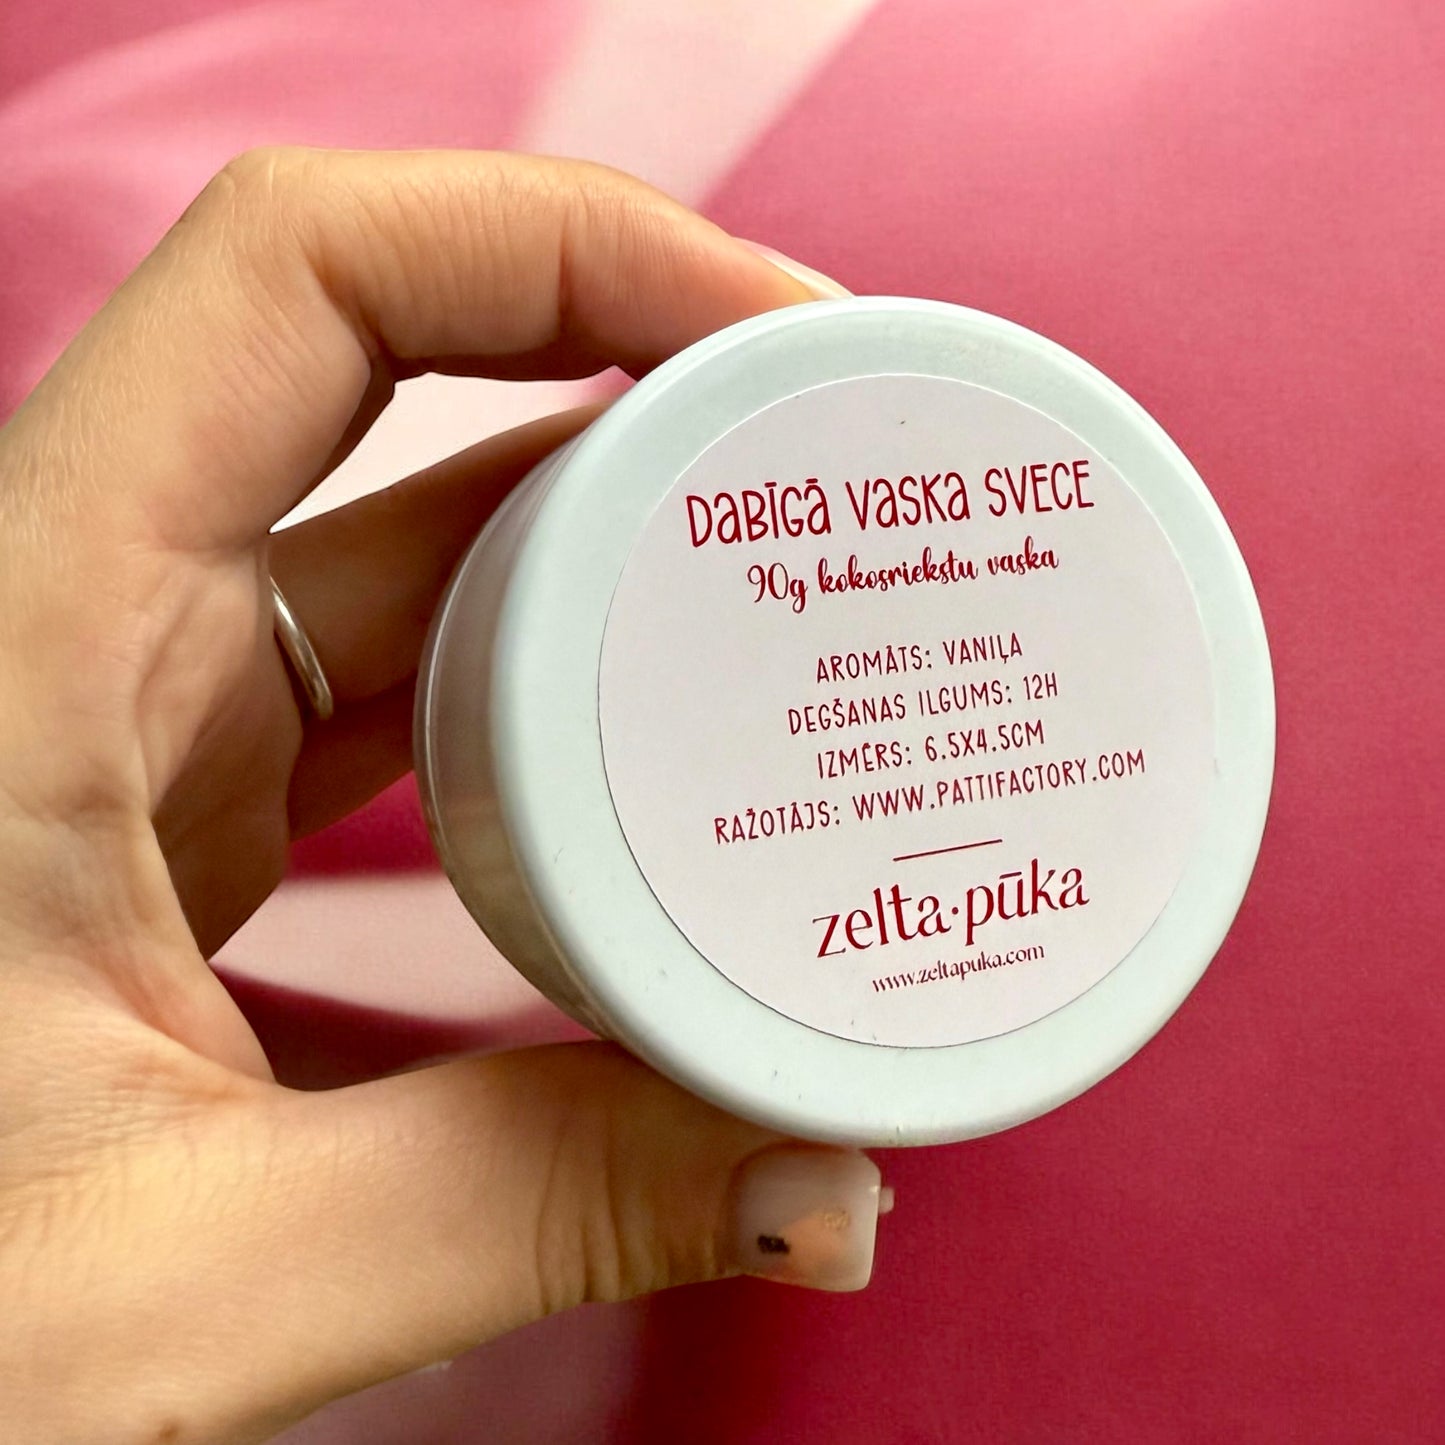 DABĪGĀ VASKA SVECE
90g kokosriekstu vaska
AROMĀTS: VANIĻA
DEGŠANAS ILGUMS: 12H
IZMĒRS: 6.5X4.5CM
RAŽOTĀJS: WWW.PATTIFACTORY.COM
zelta·pūka
www.zeltapuka.com